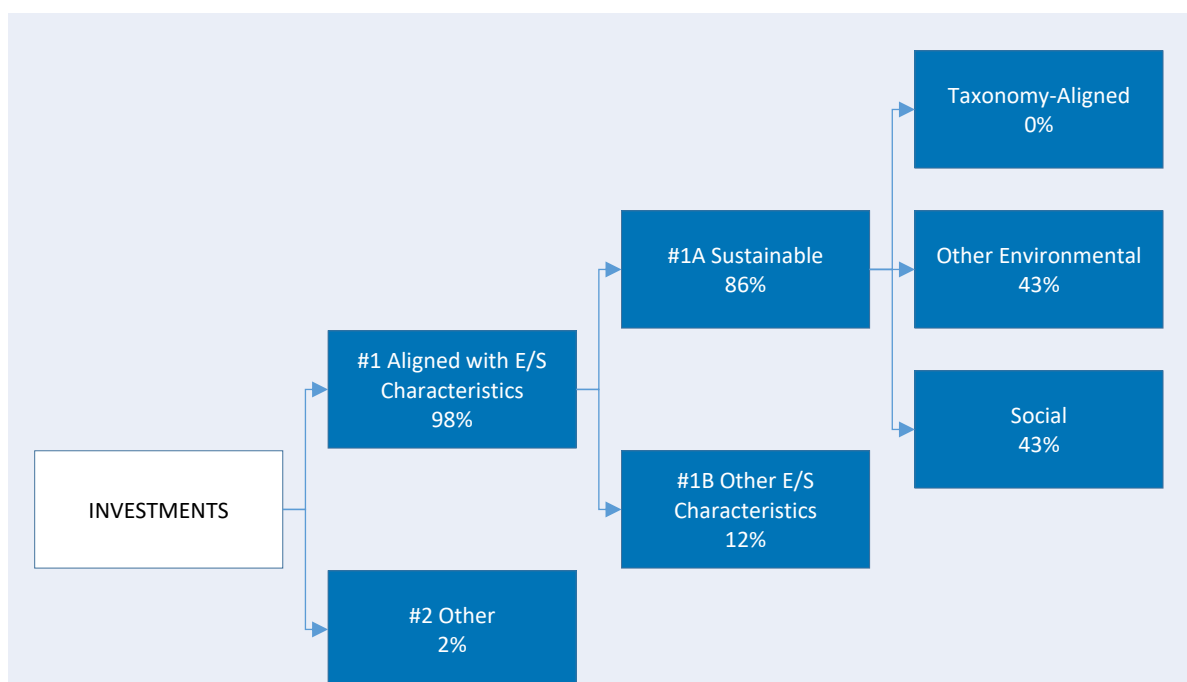 INVESTMENTS
#1 Aligned with E/S
Characteristics
98%
#2 Other
2%
#1A Sustainable
86%
#1B Other E/S
Characteristics
12%
Taxonomy-Aligned
0%
Other Environmental
43%
Social
43%